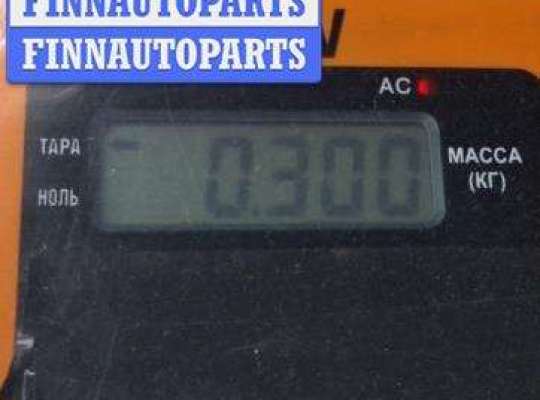 FINNAUTOPARTS
FINNAUTOPARTS
AC
ТАРА
0.300
МАССА
(КГ)
НОЛЬ